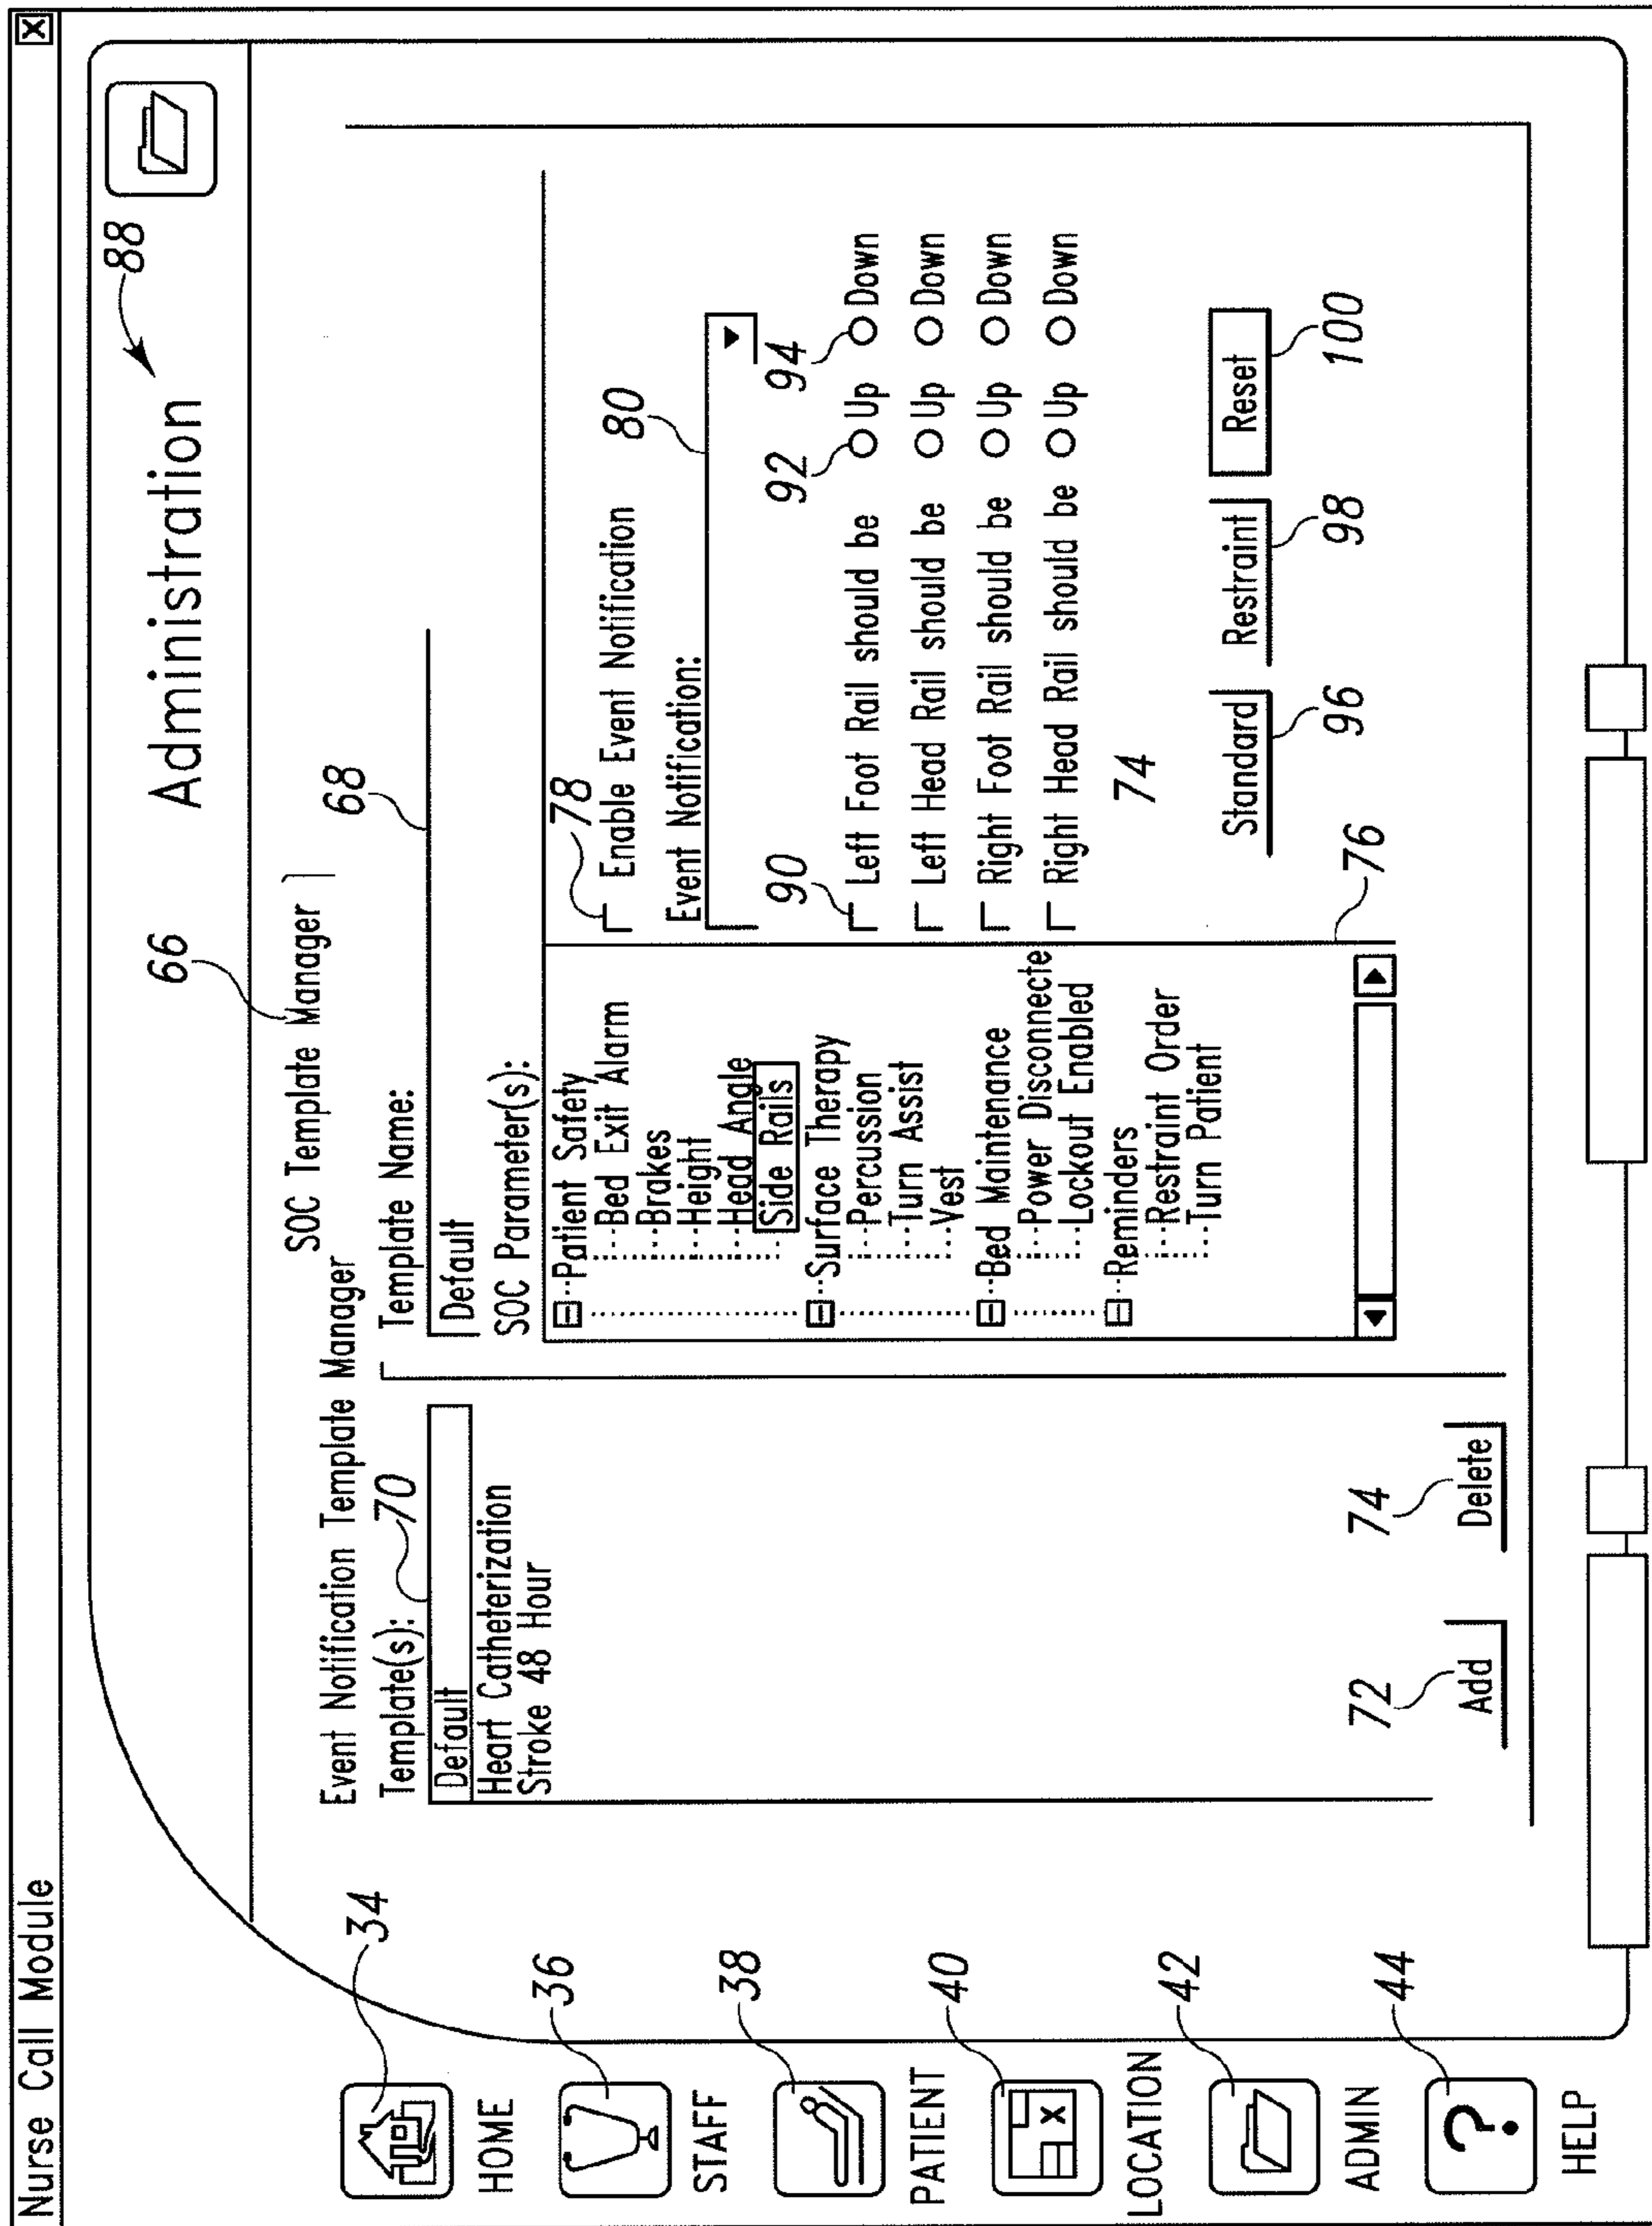 Nurse Call Module
X
Administration
88
66
SOC Template Manager
Event Notification Template Manager
Template(s):
70
Default
Heart Catheterization
Stroke 48 Hour
72
Add
74
Delete
Template Name:
68
Default
SOC Parameter(s):
Patient Safety
Bed Exit Alarm
Brakes
Height
Head Angle
Side Rails
Surface Therapy
Percussion
Turn Assist
Vest
Bed Maintenance
Power Disconnecte
Lockout Enabled
Reminders
Restraint Order
Turn Patient
76
78
Enable Event Notification
Event Notification:
80
90
92
94
Left Foot Rail should be Up Down
Left Head Rail should be Up Down
Right Foot Rail should be Up Down
Right Head Rail should be Up Down
74
Standard Restraint Reset
96 98 100
34
HOME
36
STAFF
38
PATIENT
40
X
LOCATION
42
ADMIN
44
?
HELP